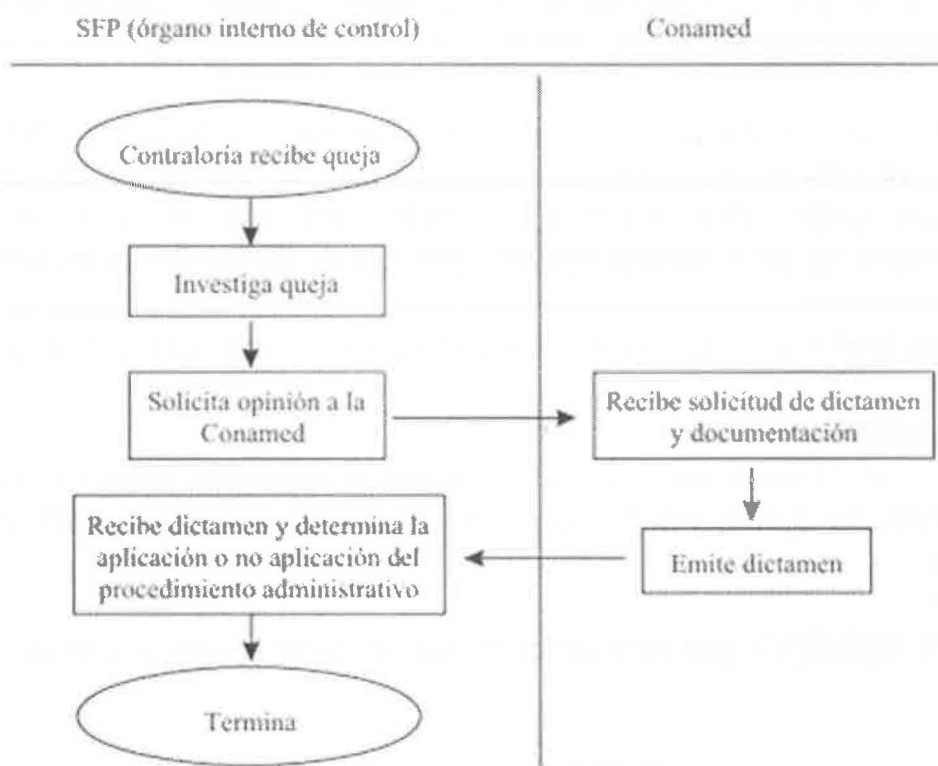 SFP (órgano interno de control)
Conamed
Contraloría recibe queja
Investiga queja
Solicita opinión a la
Conamed
Recibe solicitud de dictamen
y documentación
Emite dictamen
Recibe dictamen y determina la
aplicación o no aplicación del
procedimiento administrativo
Termina